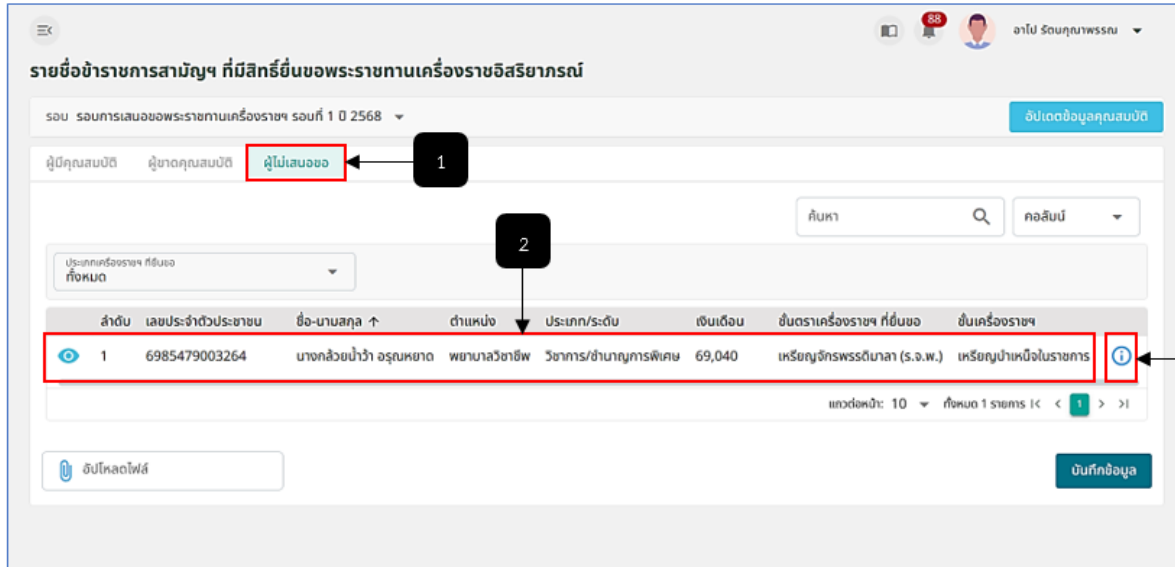 88
อาโป รัตนคุณาพรรณ
รายชื่อข้าราชการสามัญฯ ที่มีสิทธิ์ยื่นขอพระราชทานเครื่องราชอิสริยาภรณ์
รอบ รอบการเสนอขอพระราชทานเครื่องราชฯ รอบที่ 1 ปี 2568
อัปเดตข้อมูลคุณสมบัติ
ผู้มีคุณสมบัติ ผู้ขาดคุณสมบัติ ผู้ไม่เสนอขอ 1
ค้นหา คอลัมน์
2
ประเภทเครื่องราชฯ ที่ยื่นขอ
ทั้งหมด
ลำดับ เลขประจำตัวประชาชน ชื่อ-นามสกุล ↑ ตำแหน่ง ประเภท/ระดับ เงินเดือน ชั้นตราเครื่องราชฯ ที่ยื่นขอ ชั้นเครื่องราชฯ
1 6985479003264 นางกล้วยน้ำว้า อรุณหยาด พยาบาลวิชาชีพ วิชาการ/ชำนาญการพิเศษ 69,040 เหรียญจักรพรรดิมาลา (ร.จ.พ.) เหรียญบำเหน็จในราชการ
แถวต่อหน้า: 10 ทั้งหมด 1 รายการ |< < 1 > >|
อัปโหลดไฟล์
บันทึกข้อมูล